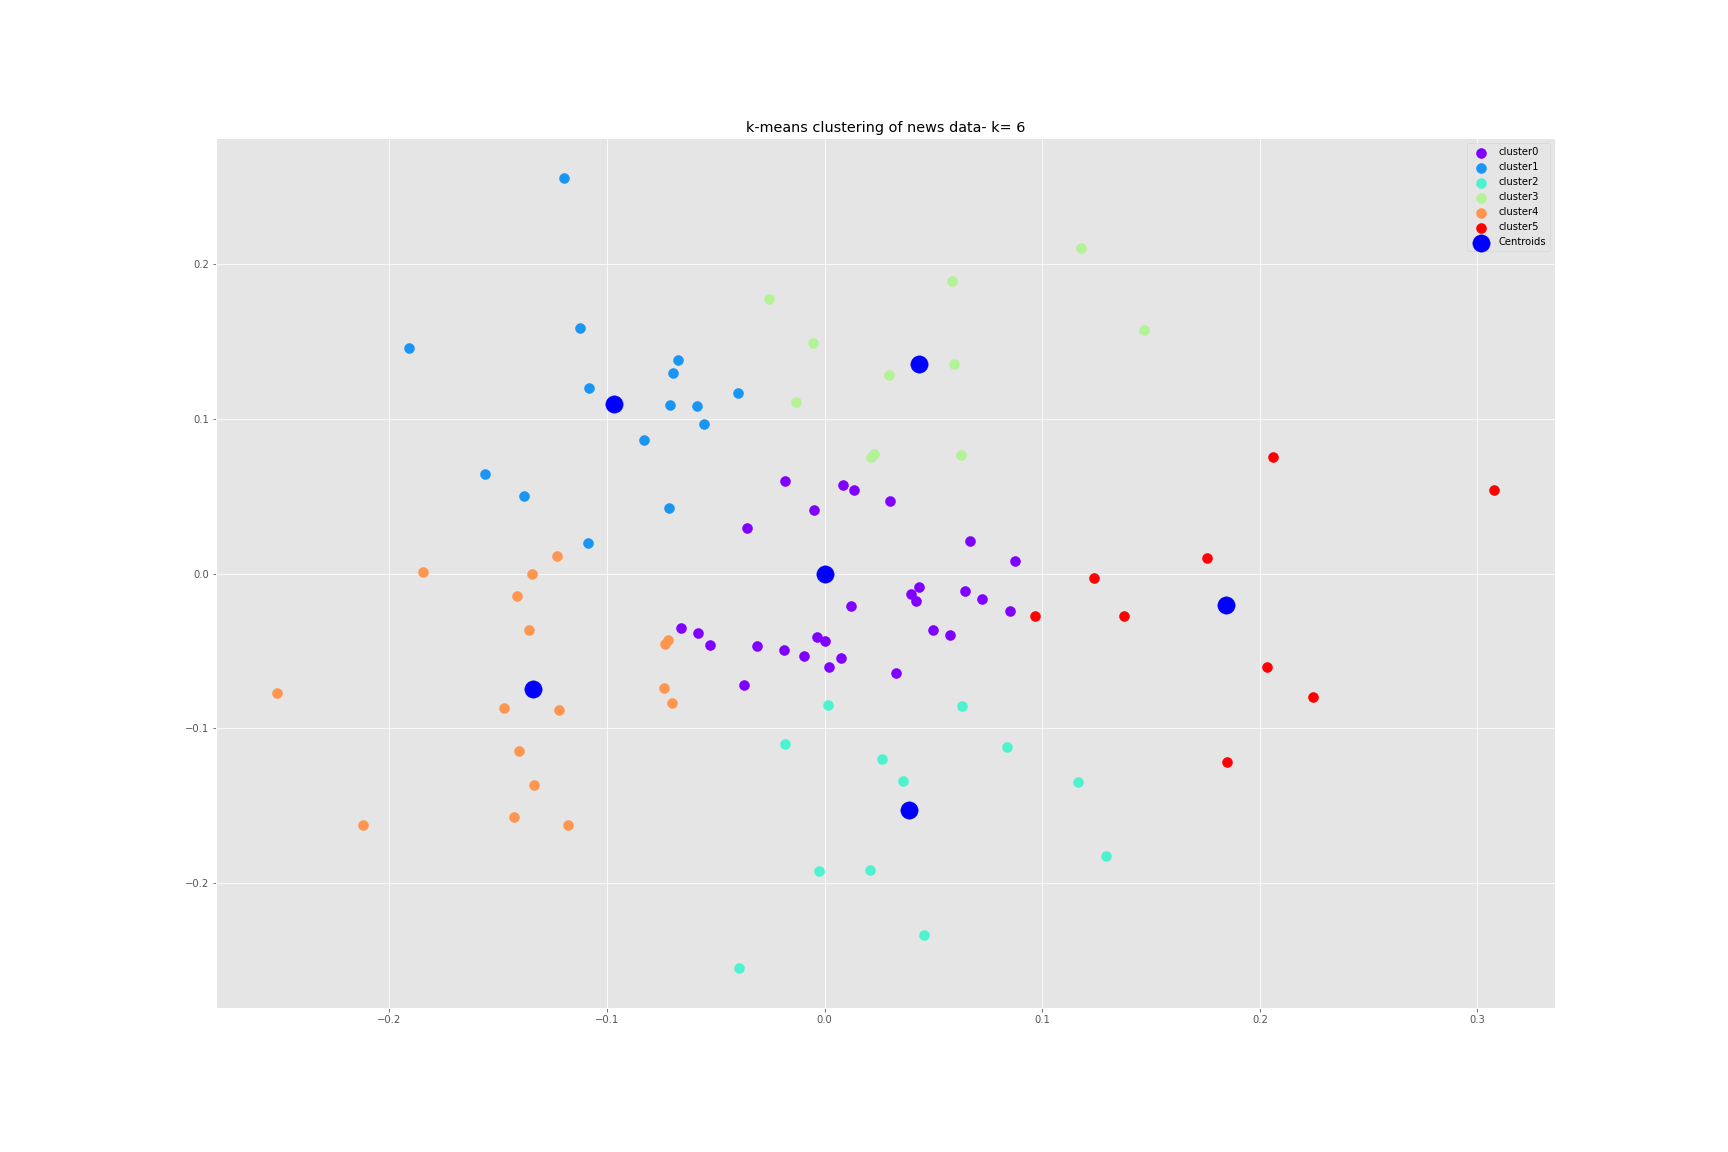 k-means clustering of news data- k= 6
cluster0
cluster1
cluster2
cluster3
cluster4
cluster5
Centroids
0.2
0.1
0.0
−0.1
−0.2
−0.2
−0.1
0.0
0.1
0.2
0.3